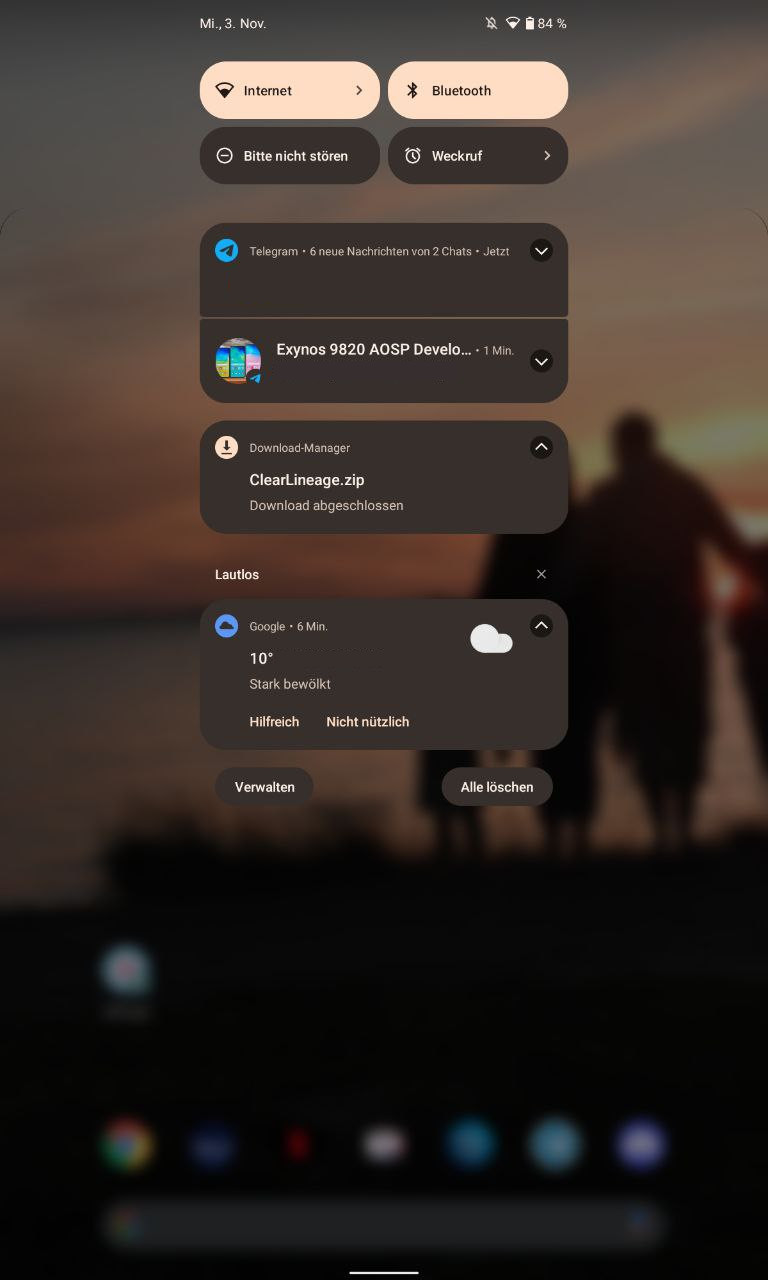 Mi., 3. Nov.
84 %
Internet
Bluetooth
Bitte nicht stören
Weckruf
Telegram • 6 neue Nachrichten von 2 Chats • Jetzt
Exynos 9820 AOSP Develo… • 1 Min.
Download-Manager
ClearLineage.zip
Download abgeschlossen
Lautlos
Google • 6 Min.
10°
Stark bewölkt
Hilfreich
Nicht nützlich
Verwalten
Alle löschen